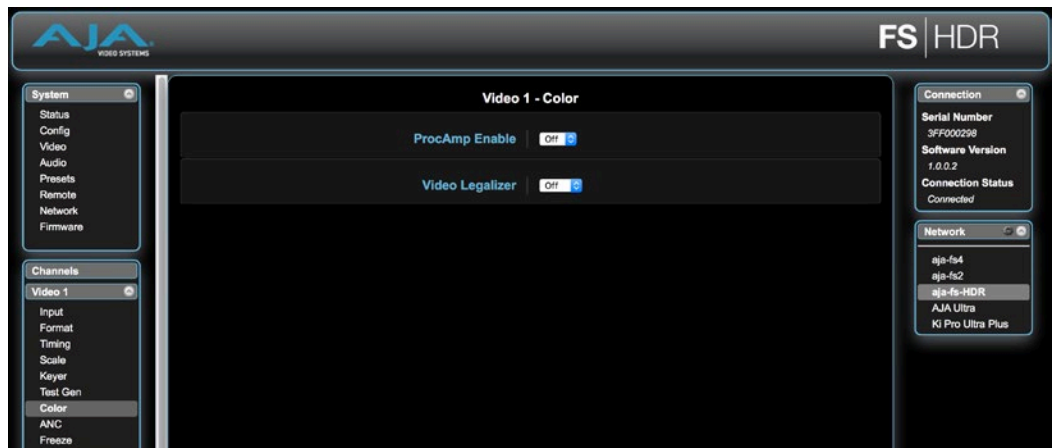 AJA
VIDEO SYSTEMS
FS HDR
System
Status
Config
Video
Audio
Presets
Remote
Network
Firmware
Channels
Video 1
Input
Format
Timing
Scale
Keyer
Test Gen
Color
ANC
Freeze
Video 1 - Color
ProcAmp Enable Off
Video Legalizer Off
Connection
Serial Number
3FF000298
Software Version
1.0.0.2
Connection Status
Connected
Network
aja-fs4
aja-fs2
aja-fs-HDR
AJA Ultra
Ki Pro Ultra Plus